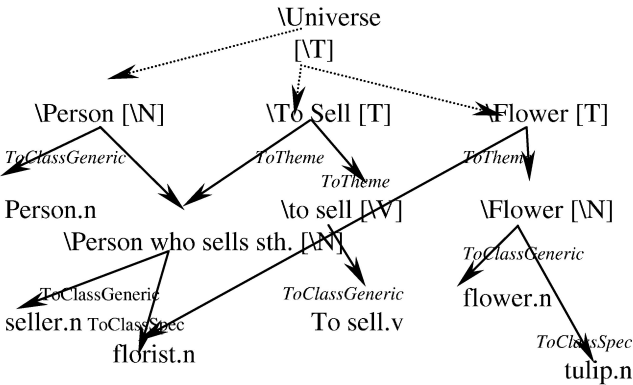 \Universe
[\T]
\Person [\N]
\To Sell [T]
\Flower [T]
ToClassGeneric
ToTheme
ToTheme
ToTheme
Person.n
\to sell [\V]
\Flower [\N]
\Person who sells sth. [\N]
ToClassGeneric
ToClassGeneric
ToClassGeneric
flower.n
seller.n
ToClassSpec
To sell.v
ToClassSpec
florist.n
tulip.n